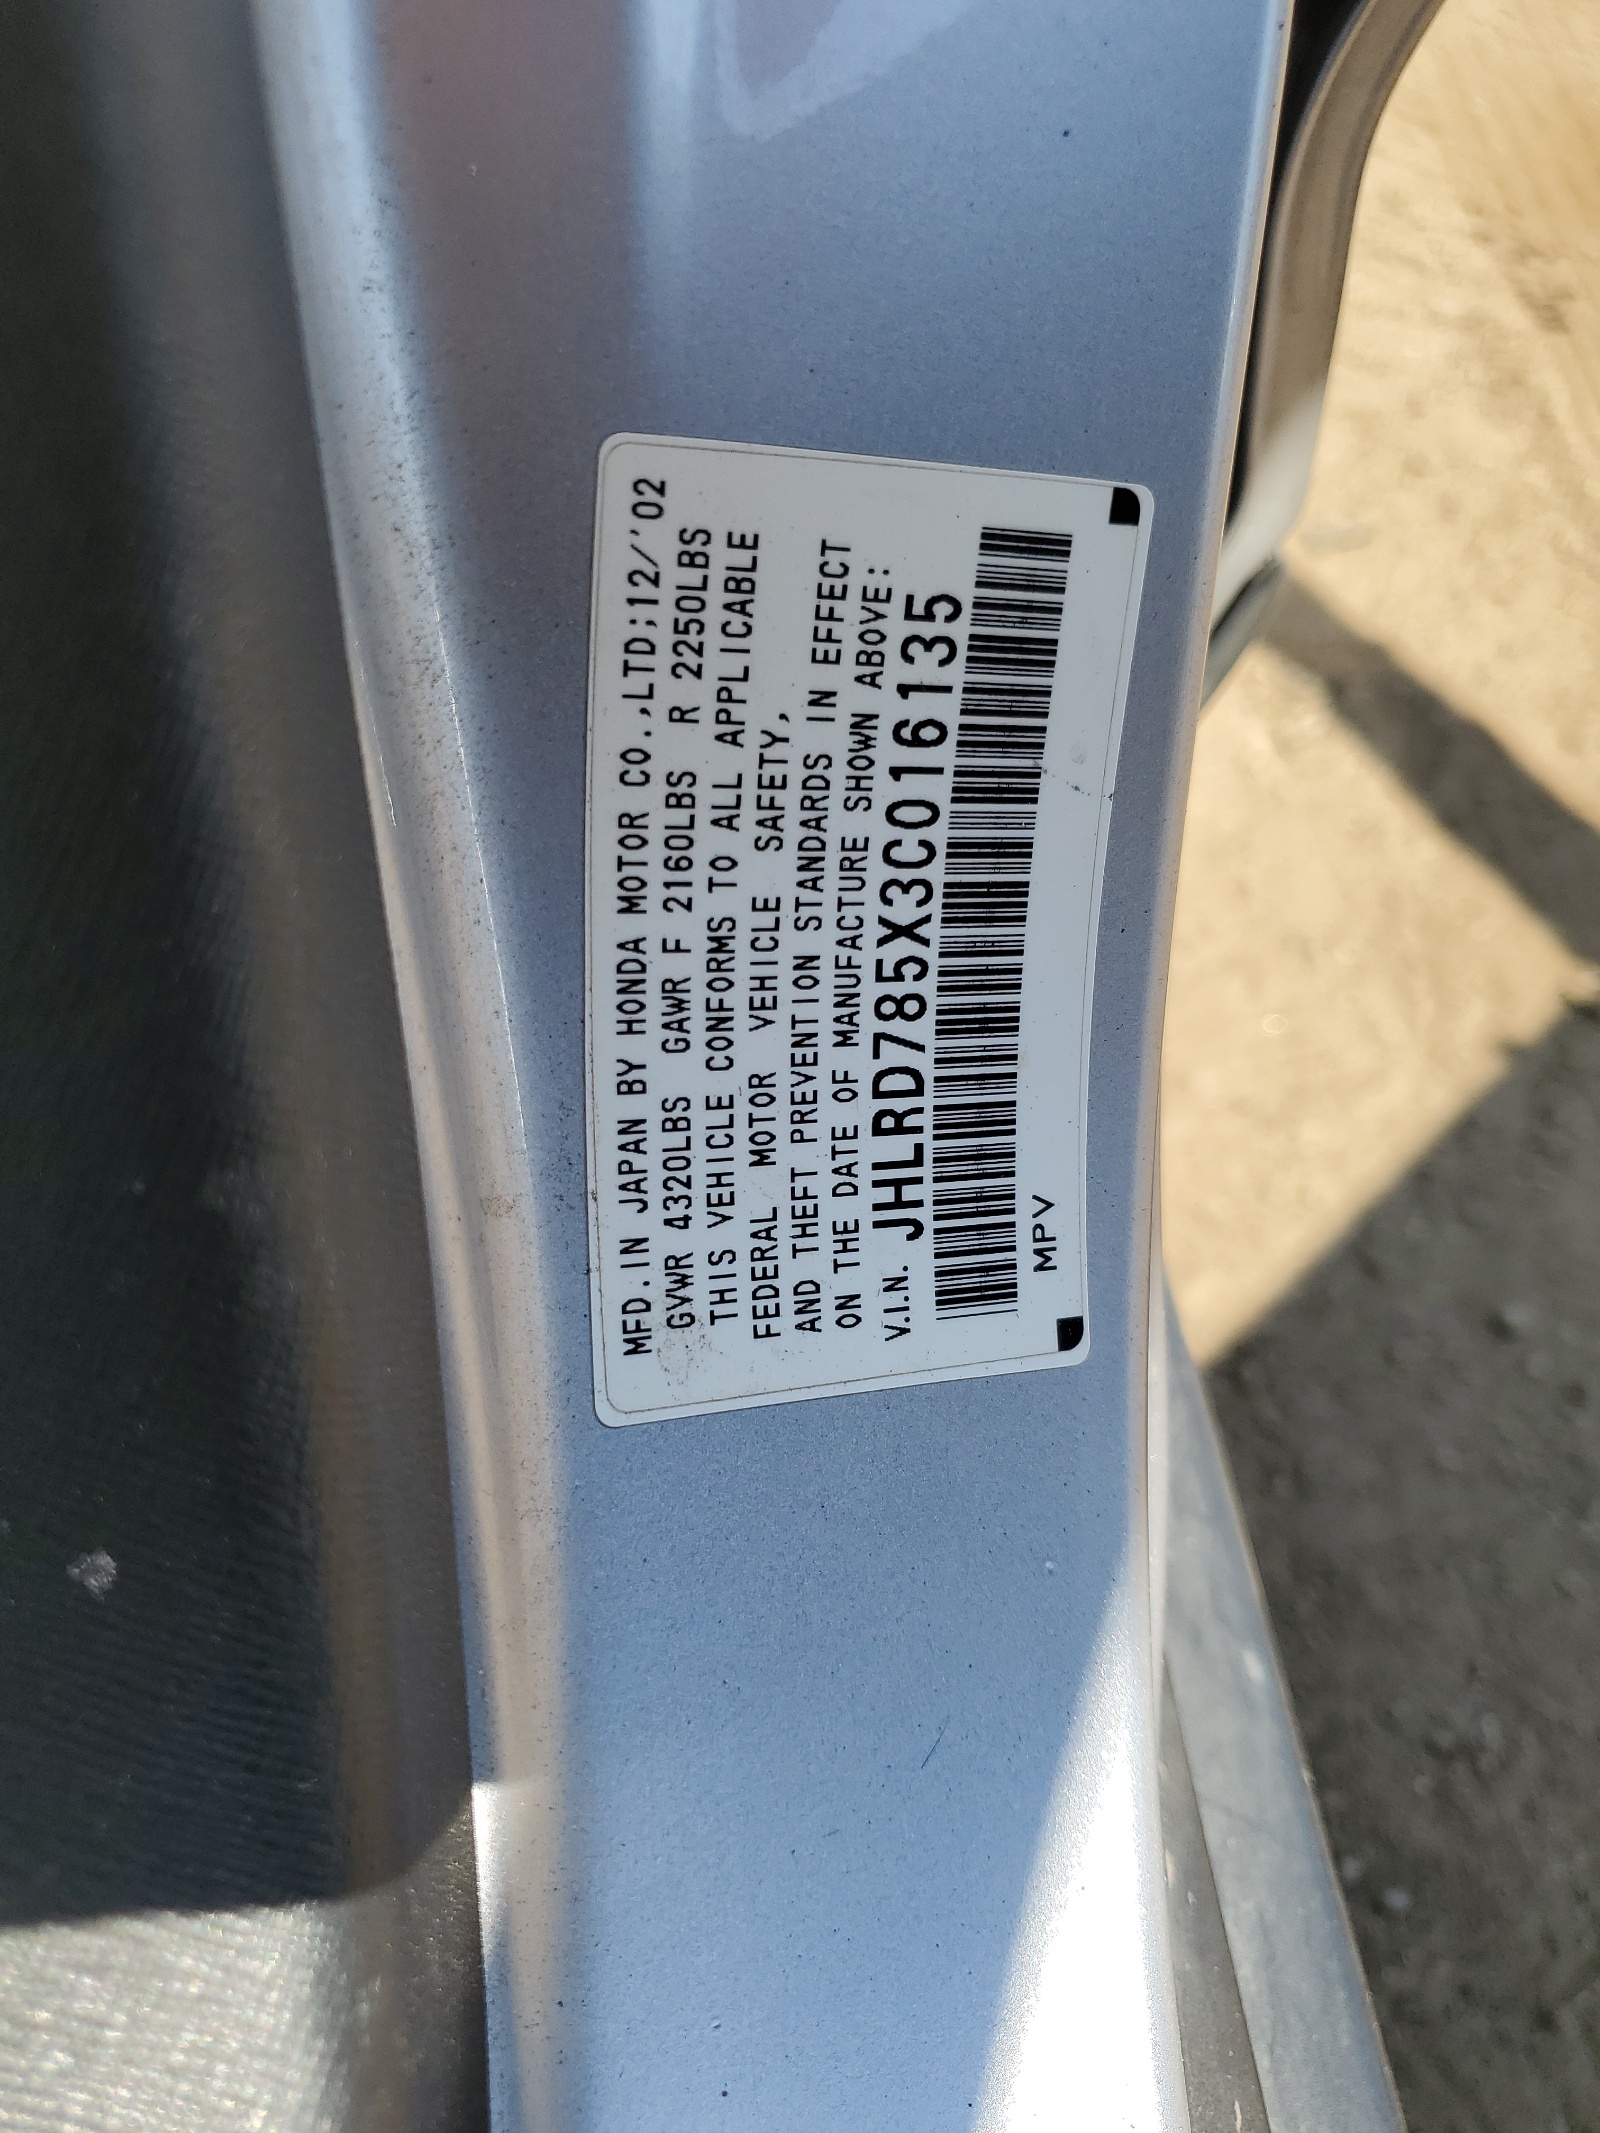 MFD.IN JAPAN BY HONDA MOTOR CO.,LTD;12/'02
GVWR 4320LBS GAWR F 2160LBS R 2250LBS
THIS VEHICLE CONFORMS TO ALL APPLICABLE
FEDERAL MOTOR VEHICLE SAFETY,
AND THEFT PREVENTION STANDARDS IN EFFECT
ON THE DATE OF MANUFACTURE SHOWN ABOVE:
V.I.N. JHLRD785X3C016135
MPV